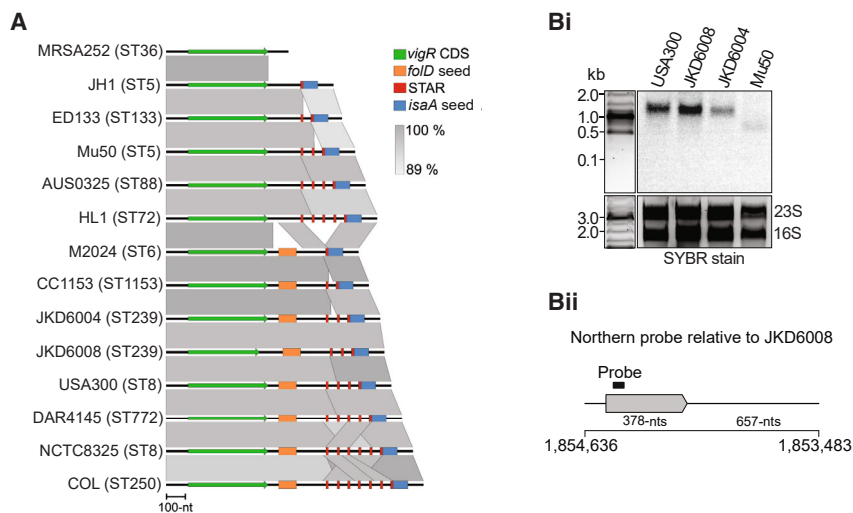 A
MRSA252 (ST36)
JH1 (ST5)
ED133 (ST133)
Mu50 (ST5)
AUS0325 (ST88)
HL1 (ST72)
M2024 (ST6)
CC1153 (ST1153)
JKD6004 (ST239)
JKD6008 (ST239)
USA300 (ST8)
DAR4145 (ST772)
NCTC8325 (ST8)
COL (ST250)
100-nt
vigR CDS
folD seed
STAR
isaA seed
100 %
89 %
Bi
USA300
JKD6008
JKD6004
Mu50
kb
2.0
1.0
0.5
0.1
3.0
2.0
23S
16S
SYBR stain
Bii
Northern probe relative to JKD6008
Probe
378-nts
657-nts
1,854,636
1,853,483